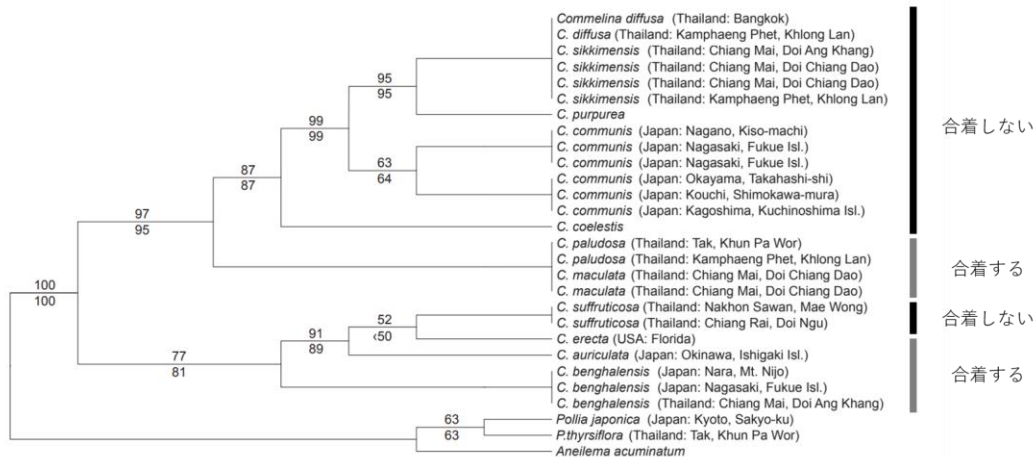 Commelina diffusa (Thailand: Bangkok)
C. diffusa (Thailand: Kamphaeng Phet, Khlong Lan)
C. sikkimensis (Thailand: Chiang Mai, Doi Ang Khang)
95 C. sikkimensis (Thailand: Chiang Mai, Doi Chiang Dao)
95 C. sikkimensis (Thailand: Chiang Mai, Doi Chiang Dao)
C. sikkimensis (Thailand: Kamphaeng Phet, Khlong Lan)
99 C. purpurea 合着しない
99 C. communis (Japan: Nagano, Kiso-machi)
C. communis (Japan: Nagasaki, Fukue Isl.)
87 63 C. communis (Japan: Nagasaki, Fukue Isl.)
87 64 C. communis (Japan: Okayama, Takahashi-shi)
C. communis (Japan: Kouchi, Shimokawa-mura)
97 C. communis (Japan: Kagoshima, Kuchinoshima Isl.)
95 C. coelestis
C. paludosa (Thailand: Tak, Khun Pa Wor)
C. paludosa (Thailand: Kamphaeng Phet, Khlong Lan)
100 C. maculata (Thailand: Chiang Mai, Doi Chiang Dao) 合着する
100 C. maculata (Thailand: Chiang Mai, Doi Chiang Dao)
C. suffruticosa (Thailand: Nakhon Sawan, Mae Wong)
52 C. suffruticosa (Thailand: Chiang Rai, Doi Ngu) 合着しない
91 <50 C. erecta (USA: Florida)
77 89 C. auriculata (Japan: Okinawa, Ishigaki Isl.)
81 C. benghalensis (Japan: Nara, Mt. Nijo) 合着する
C. benghalensis (Japan: Nagasaki, Fukue Isl.)
C. benghalensis (Thailand: Chiang Mai, Doi Ang Khang)
63 Pollia japonica (Japan: Kyoto, Sakyo-ku)
63 P.thyrsiflora (Thailand: Tak, Khun Pa Wor)
Aneilema acuminatum